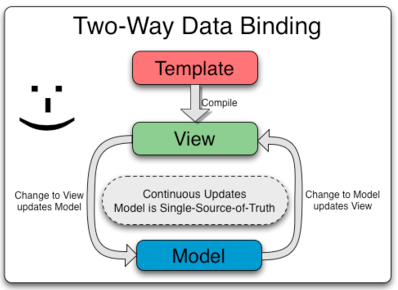 Two-Way Data Binding
Template
Compile
View
Change to View
updates Model
Continuous Updates
Model is Single-Source-of-Truth
Change to Model
updates View
Model